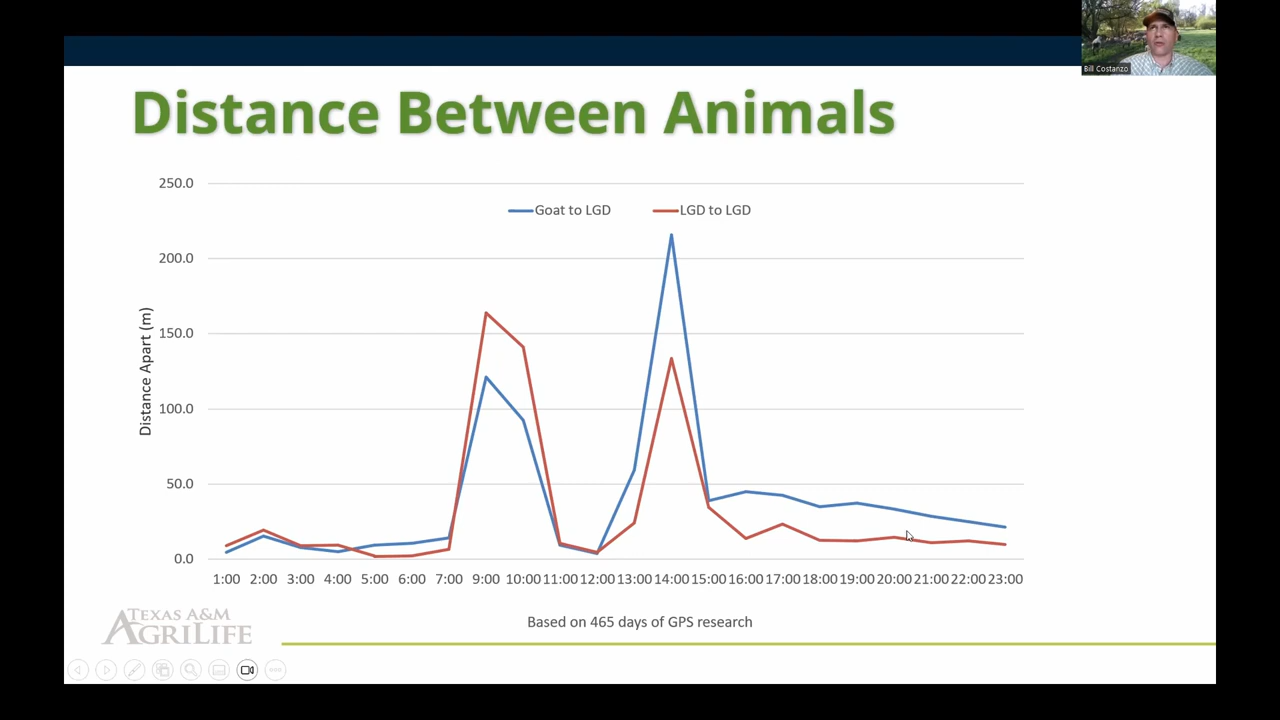 Bill Costanzo
Distance Between Animals
250.0
Goat to LGD
LGD to LGD
200.0
150.0
100.0
50.0
0.0
Distance Apart (m)
1:00 2:00 3:00 4:00 5:00 6:00 7:00 9:00 10:00 11:00 12:00 13:00 14:00 15:00 16:00 17:00 18:00 19:00 20:00 21:00 22:00 23:00
Based on 465 days of GPS research
TEXAS A&M
AGRILIFE